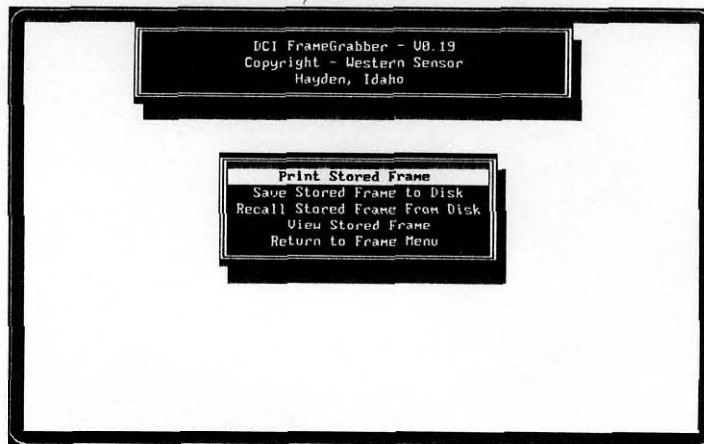 DCI FrameGrabber - V0.19
Copyright - Western Sensor
Hayden, Idaho
Print Stored Frame
Save Stored Frame to Disk
Recall Stored Frame From Disk
View Stored Frame
Return to Frame Menu